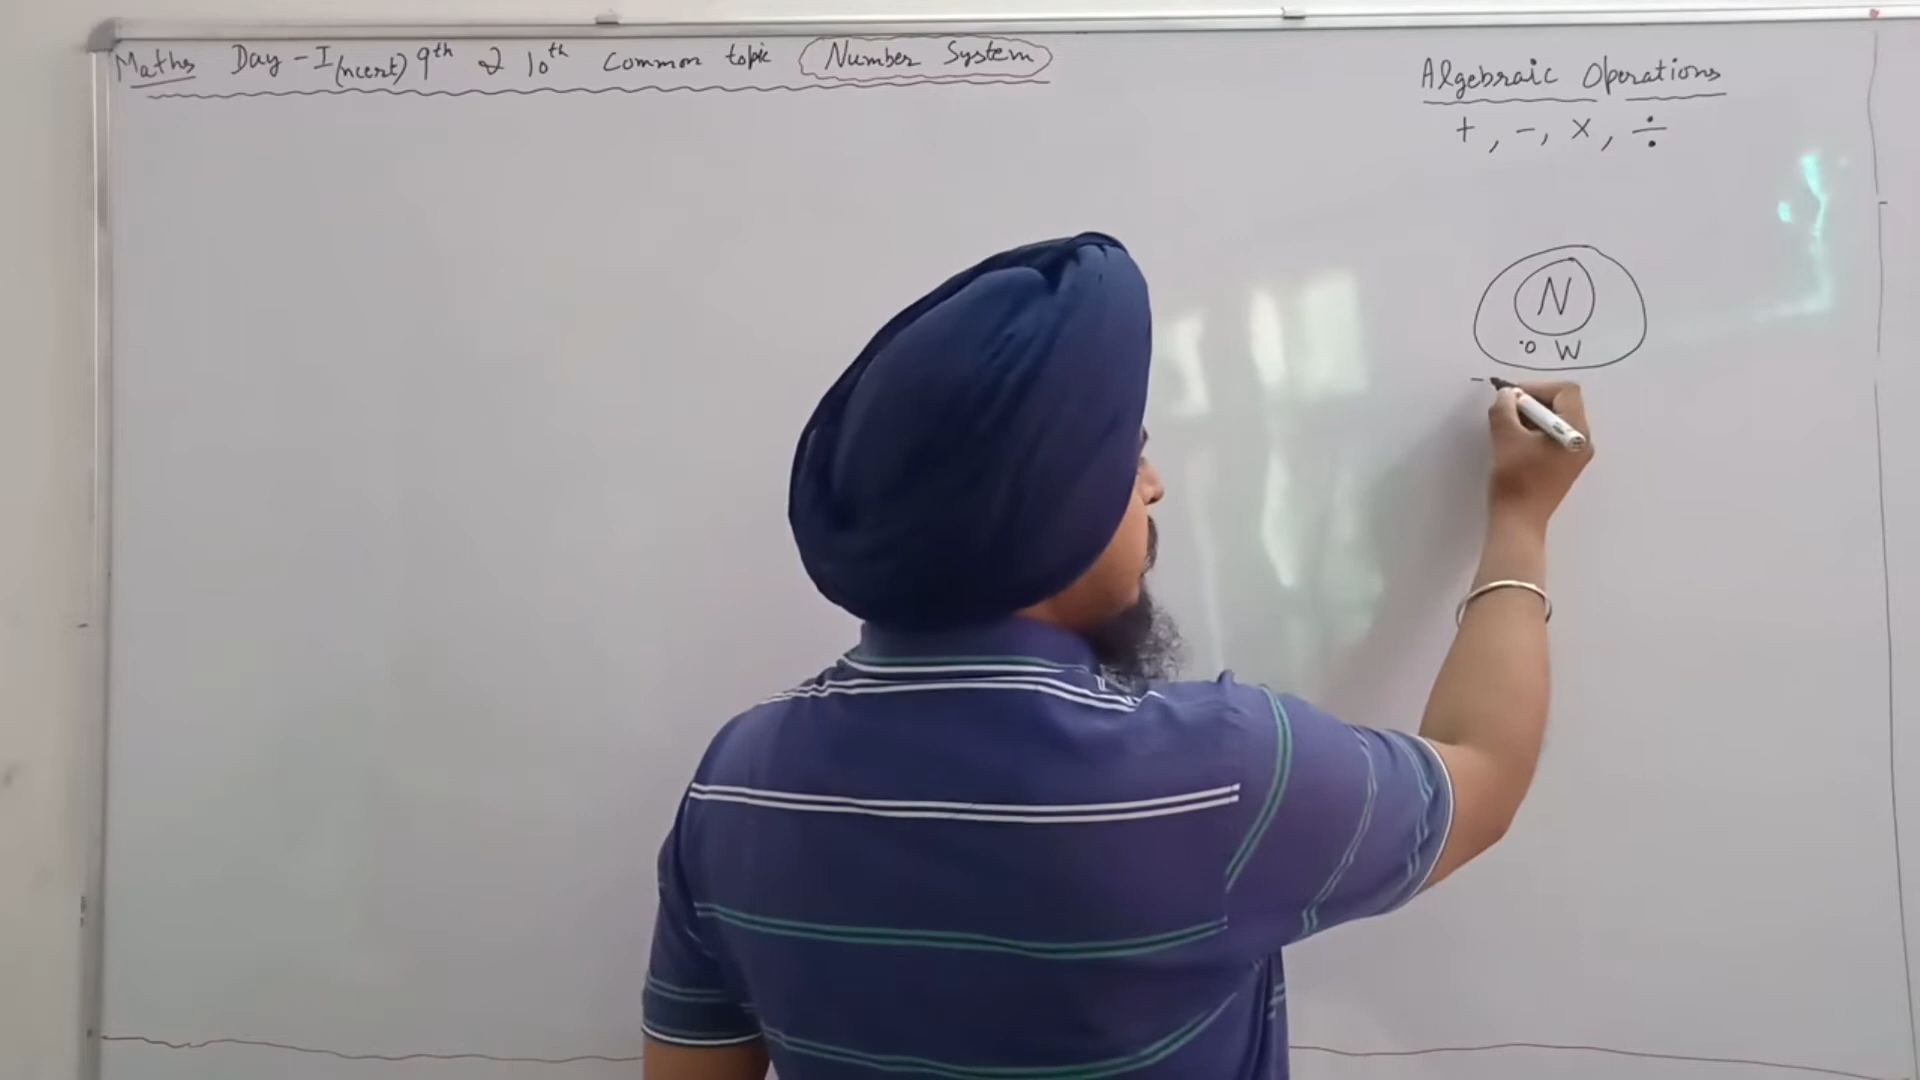 Maths Day - I (ncert) 9th & 10th Common topic Number System
Algebraic Operations
+ , - , × , ÷
N
·0 W
-